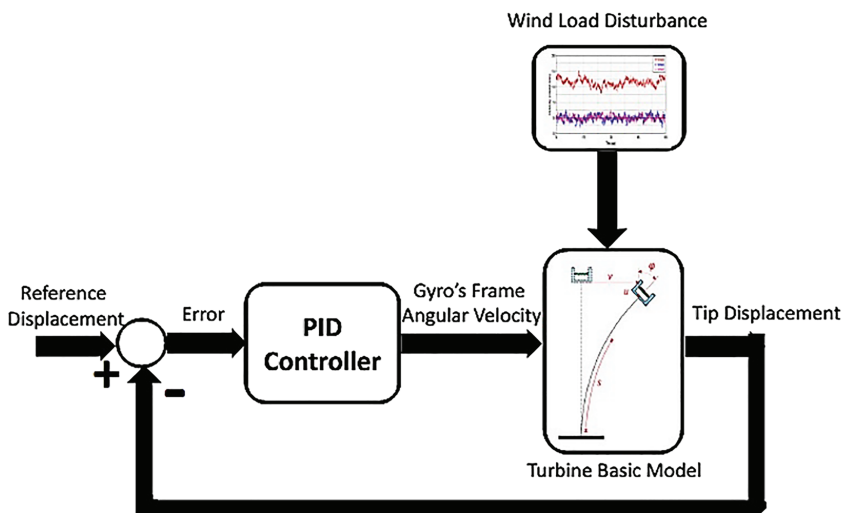 Wind Load Disturbance
Reference
Displacement
Error
PID
Controller
Gyro's Frame
Angular Velocity
Tip Displacement
+
-
v
φ
u
S
Turbine Basic Model